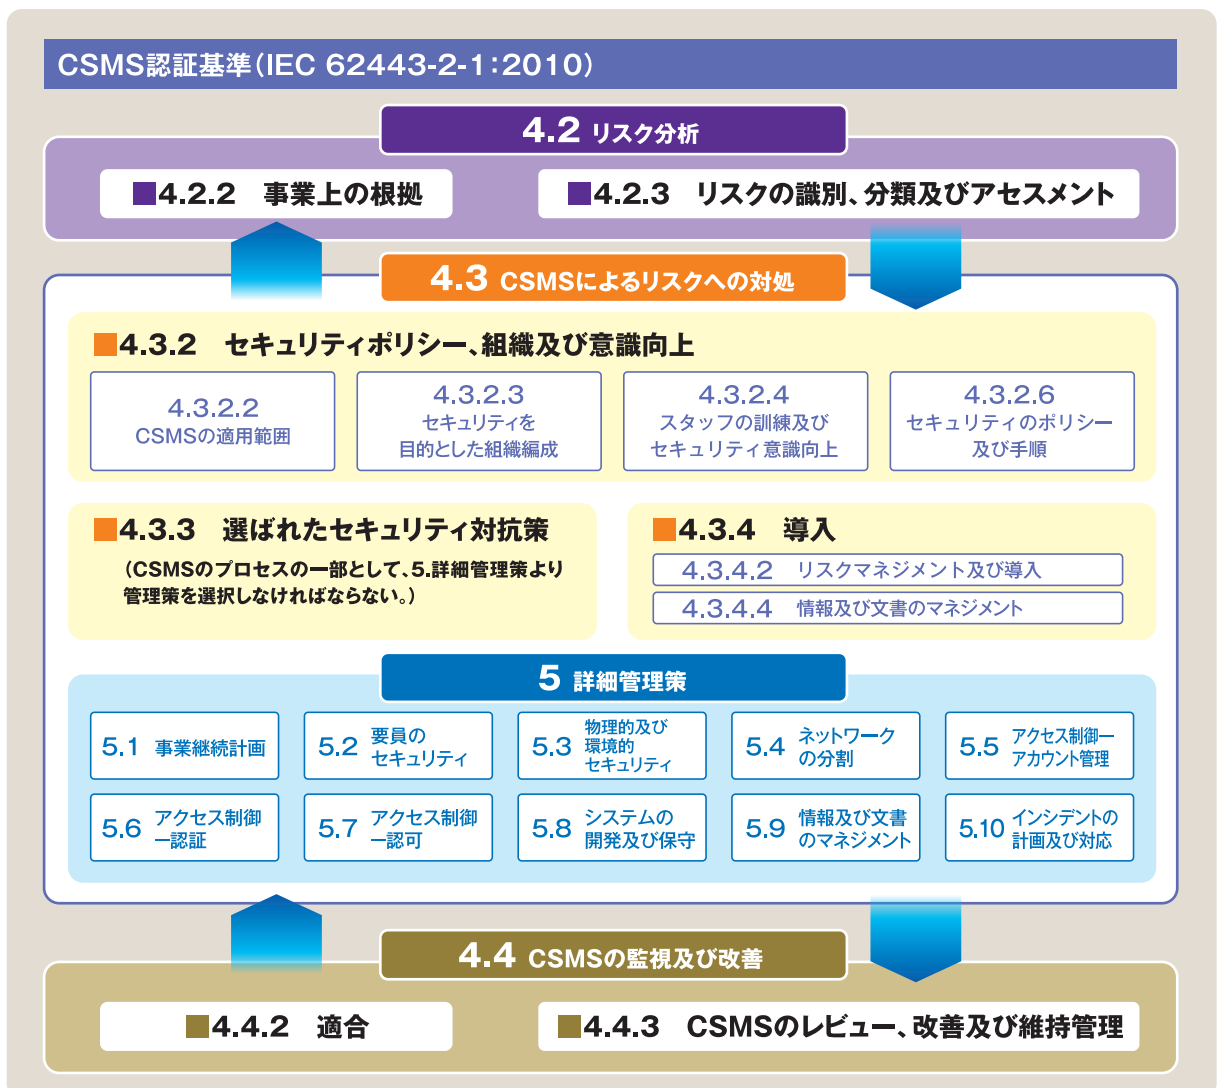 CSMS認証基準(IEC 62443-2-1:2010)
4.2 リスク分析
■4.2.2 事業上の根拠
■4.2.3 リスクの識別、分類及びアセスメント
4.3 CSMSによるリスクへの対処
■4.3.2 セキュリティポリシー、組織及び意識向上
4.3.2.2
CSMSの適用範囲
4.3.2.3
セキュリティを
目的とした組織編成
4.3.2.4
スタッフの訓練及び
セキュリティ意識向上
4.3.2.6
セキュリティのポリシー
及び手順
■4.3.3 選ばれたセキュリティ対抗策
(CSMSのプロセスの一部として、5.詳細管理策より
管理策を選択しなければならない。)
■4.3.4 導入
4.3.4.2 リスクマネジメント及び導入
4.3.4.4 情報及び文書のマネジメント
5 詳細管理策
5.1 事業継続計画
5.2 要員の
セキュリティ
5.3 物理的及び
環境的
セキュリティ
5.4 ネットワーク
の分割
5.5 アクセス制御ー
アカウント管理
5.6 アクセス制御
ー認証
5.7 アクセス制御
ー認可
5.8 システムの
開発及び保守
5.9 情報及び文書
のマネジメント
5.10 インシデントの
計画及び対応
4.4 CSMSの監視及び改善
■4.4.2 適合
■4.4.3 CSMSのレビュー、改善及び維持管理